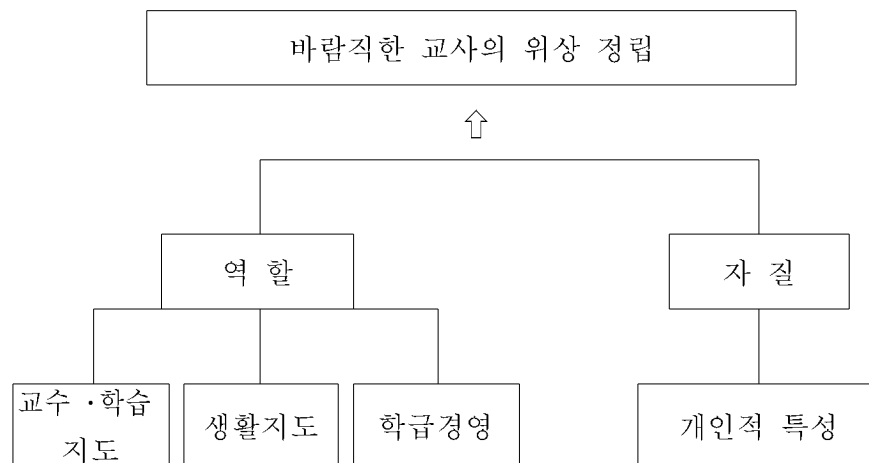 바람직한 교사의 위상 정립
역 할
자 질
교수 ·학습
지도
생활지도
학급경영
개인적 특성